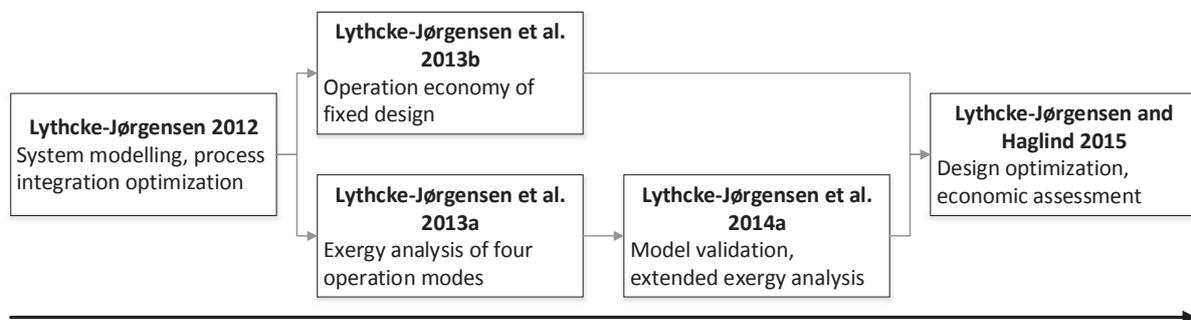 Lythcke-Jørgensen 2012
System modelling, process
integration optimization
Lythcke-Jørgensen et al.
2013b
Operation economy of
fixed design
Lythcke-Jørgensen et al.
2013a
Exergy analysis of four
operation modes
Lythcke-Jørgensen et al.
2014a
Model validation,
extended exergy analysis
Lythcke-Jørgensen and
Haglind 2015
Design optimization,
economic assessment